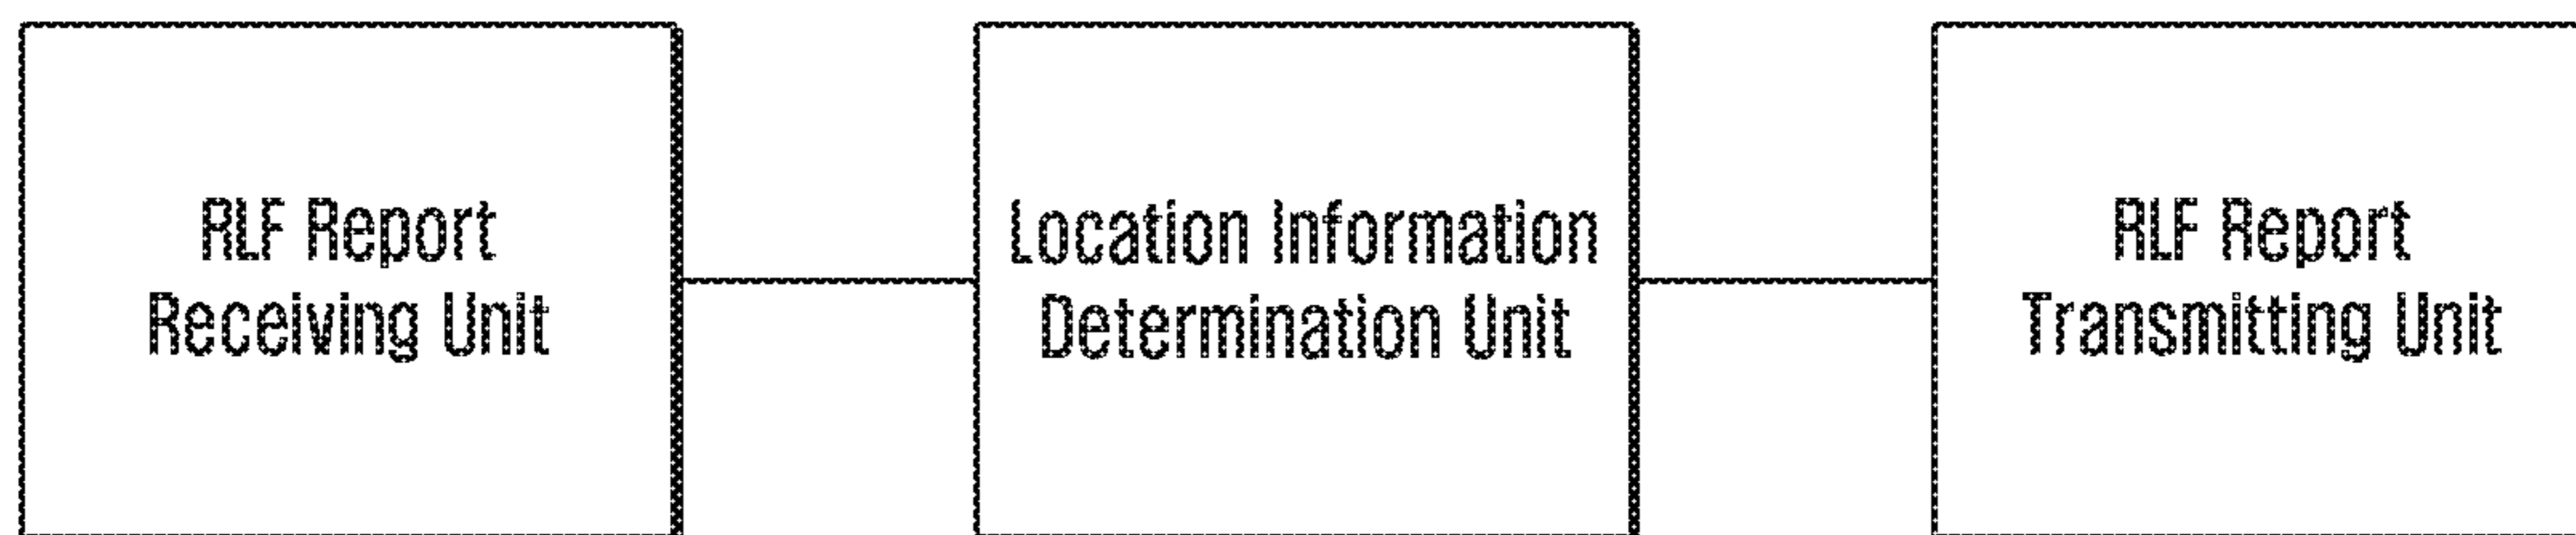 RLF Report
Receiving Unit
Location Information
Determination Unit
RLF Report
Transmitting Unit